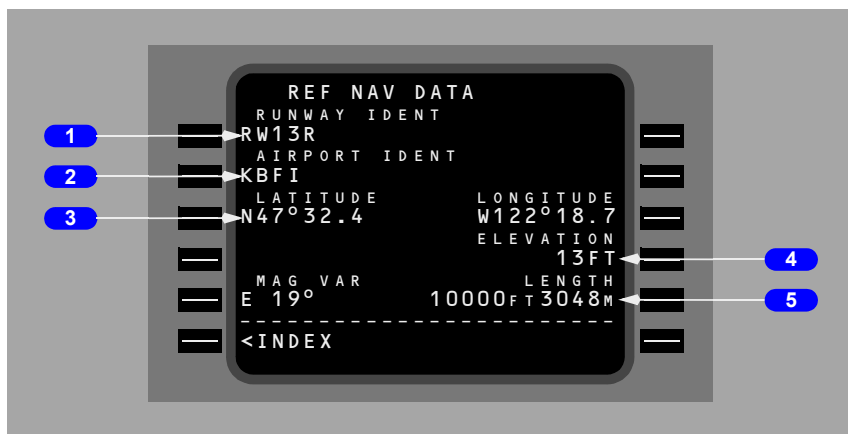 REF NAV DATA
RUNWAY IDENT
1 RW13R
AIRPORT IDENT
2 KBFI
LATITUDE LONGITUDE
3 N47°32.4 W122°18.7
ELEVATION
13FT 4
MAG VAR LENGTH
E 19° 10000FT3048M 5
------------------------
<INDEX